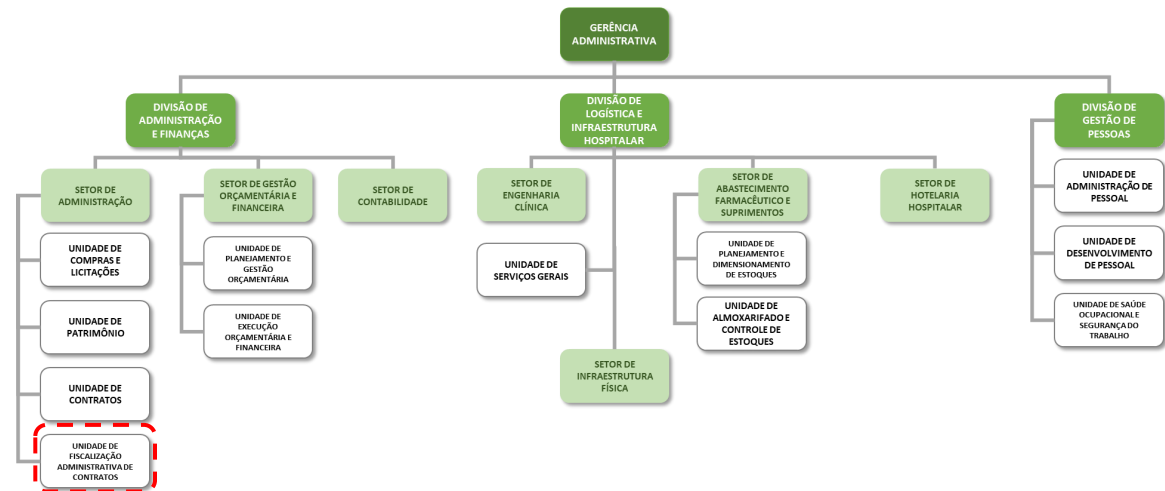 GERÊNCIA
ADMINISTRATIVA
DIVISÃO DE
ADMINISTRAÇÃO
E FINANÇAS
DIVISÃO DE
LOGÍSTICA E
INFRAESTRUTURA
HOSPITALAR
DIVISÃO DE
GESTÃO DE
PESSOAS
SETOR DE
ADMINISTRAÇÃO
SETOR DE GESTÃO
ORÇAMENTÁRIA E
FINANCEIRA
SETOR DE
CONTABILIDADE
SETOR DE
ENGENHARIA
CLÍNICA
SETOR DE
ABASTECIMENTO
FARMACÊUTICO E
SUPRIMENTOS
SETOR DE
HOTELARIA
HOSPITALAR
UNIDADE DE
ADMINISTRAÇÃO DE
PESSOAL
UNIDADE DE
COMPRAS E
LICITAÇÕES
UNIDADE DE
PLANEJAMENTO E
GESTÃO
ORÇAMENTÁRIA
UNIDADE DE
SERVIÇOS GERAIS
UNIDADE DE
PLANEJAMENTO E
DIMENSIONAMENTO
DE ESTOQUES
UNIDADE DE
DESENVOLVIMENTO
DE PESSOAL
UNIDADE DE
PATRIMÔNIO
UNIDADE DE
EXECUÇÃO
ORÇAMENTÁRIA E
FINANCEIRA
UNIDADE DE
ALMOXARIFADO E
CONTROLE DE
ESTOQUES
UNIDADE DE SAÚDE
OCUPACIONAL E
SEGURANÇA DO
TRABALHO
UNIDADE DE
CONTRATOS
SETOR DE
INFRAESTRUTURA
FÍSICA
UNIDADE DE
FISCALIZAÇÃO
ADMINISTRATIVA DE
CONTRATOS